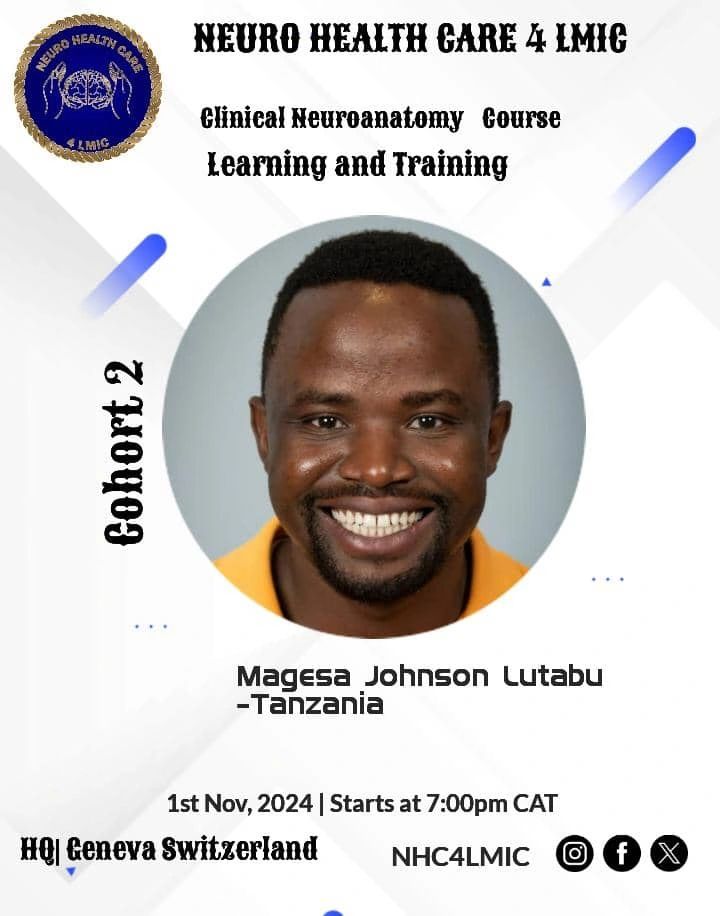 NEURO HEALTH CARE
4 LMIC
NEURO HEALTH CARE 4 LMIC
Clinical Neuroanatomy Course
Learning and Training
Cohort 2
Magesa Johnson Lutabu
-Tanzania
1st Nov, 2024 | Starts at 7:00pm CAT
HQ| Geneva Switzerland
NHC4LMIC